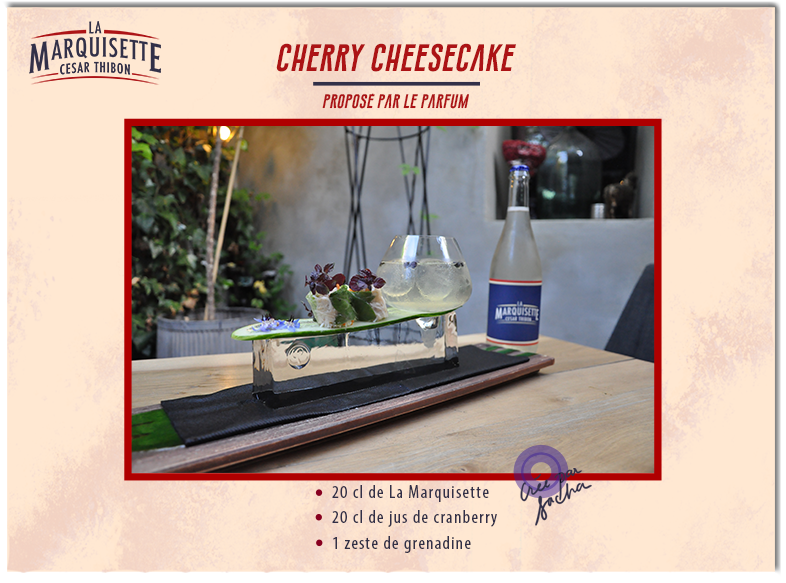 LA
MARQUISETTE
CESAR THIBON
CHERRY CHEESECAKE
PROPOSE PAR LE PARFUM
LA
MARQUISETTE
CESAR THIBON
20 cl de La Marquisette
20 cl de jus de cranberry
1 zeste de grenadine
Créé par
Sacha